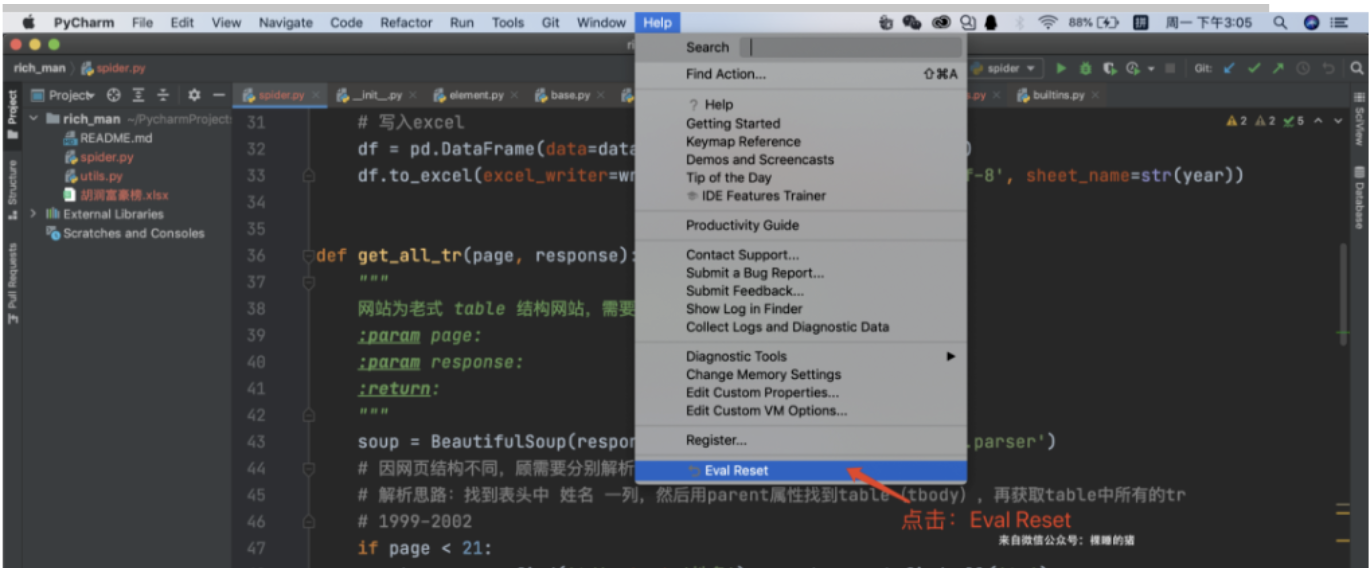 PyCharm File Edit View Navigate Code Refactor Run Tools Git Window Help 88% 周一下午3:05
rich_man spider.py
spider Git:
Project spider.py __init__.py element.py base.py s.py builtins.py
Search
Find Action... ⇧⌘A
? Help
Getting Started
Keymap Reference
Demos and Screencasts
Tip of the Day
IDE Features Trainer
Productivity Guide
Contact Support...
Submit a Bug Report...
Submit Feedback...
Show Log in Finder
Collect Logs and Diagnostic Data
Diagnostic Tools
Change Memory Settings
Edit Custom Properties...
Edit Custom VM Options...
Register...
Eval Reset
Project
Structure
Pull Requests
rich_man ~/PycharmProject
README.md
spider.py
utils.py
胡润富豪榜.xlsx
External Libraries
Scratches and Consoles
2 2 5
31 # 写入excel
32 df = pd.DataFrame(data=data )
33 df.to_excel(excel_writer=wr f-8', sheet_name=str(year))
34
35
36 def get_all_tr(page, response):
37 """
38 网站为老式 table 结构网站，需要
39 :param page:
40 :param response:
41 :return:
42 """
43 soup = BeautifulSoup(respon .parser')
44 # 因网页结构不同，顾需要分别解析
45 # 解析思路：找到表头中 姓名 一列，然后用parent属性找到table（tbody），再获取table中所有的tr
46 # 1999-2002
47 if page < 21:
点击：Eval Reset
来自微信公众号：裸睡的猪
SciView
Database